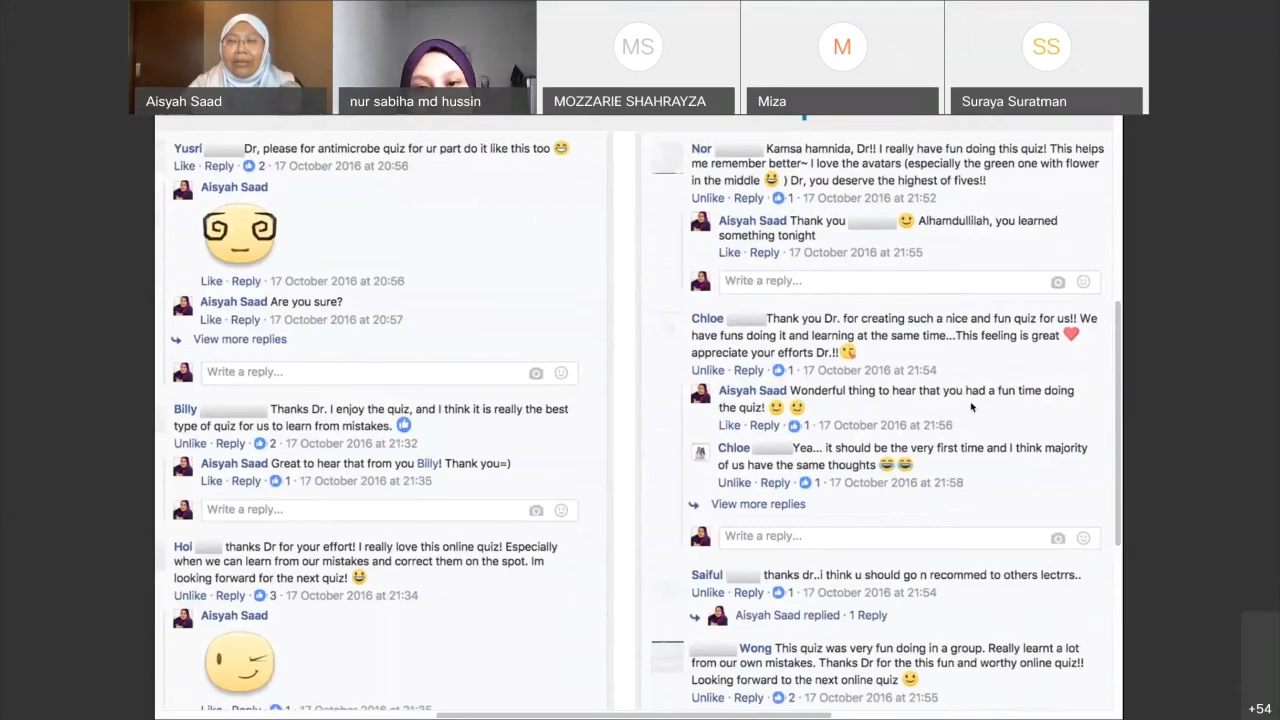 MS
M
SS
Aisyah Saad
nur sabiha md hussin
MOZZARIE SHAHRAYZA
Miza
Suraya Suratman
Yusri Dr, please for antimicrobe quiz for ur part do it like this too
Like · Reply · 2 · 17 October 2016 at 20:56
Aisyah Saad
Like · Reply · 17 October 2016 at 20:56
Aisyah Saad Are you sure?
Like · Reply · 17 October 2016 at 20:57
View more replies
Write a reply...
Billy Thanks Dr. I enjoy the quiz, and I think it is really the best
type of quiz for us to learn from mistakes.
Unlike · Reply · 2 · 17 October 2016 at 21:32
Aisyah Saad Great to hear that from you Billy! Thank you=)
Like · Reply · 1 · 17 October 2016 at 21:35
Write a reply...
Hoi thanks Dr for your effort! I really love this online quiz! Especially
when we can learn from our mistakes and correct them on the spot. Im
looking forward for the next quiz!
Unlike · Reply · 3 · 17 October 2016 at 21:34
Aisyah Saad
Like · Reply · 1 · 17 October 2016 at 21:35
Nor Kamsa hamnida, Dr!! I really have fun doing this quiz! This helps
me remember better~ I love the avatars (especially the green one with flower
in the middle ) Dr, you deserve the highest of fives!!
Unlike · Reply · 1 · 17 October 2016 at 21:52
Aisyah Saad Thank you Alhamdullilah, you learned
something tonight
Like · Reply · 17 October 2016 at 21:55
Write a reply...
Chloe Thank you Dr. for creating such a nice and fun quiz for us!! We
have funs doing it and learning at the same time...This feeling is great
appreciate your efforts Dr.!!
Unlike · Reply · 1 · 17 October 2016 at 21:54
Aisyah Saad Wonderful thing to hear that you had a fun time doing
the quiz!
Like · Reply · 1 · 17 October 2016 at 21:56
Chloe Yea... it should be the very first time and I think majority
of us have the same thoughts
Unlike · Reply · 1 · 17 October 2016 at 21:58
View more replies
Write a reply...
Saiful thanks dr..i think u should go n recommed to others lectrrs..
Unlike · Reply · 1 · 17 October 2016 at 21:54
Aisyah Saad replied · 1 Reply
Wong This quiz was very fun doing in a group. Really learnt a lot
from our own mistakes. Thanks Dr for the this fun and worthy online quiz!!
Looking forward to the next online quiz
Unlike · Reply · 2 · 17 October 2016 at 21:55
+54